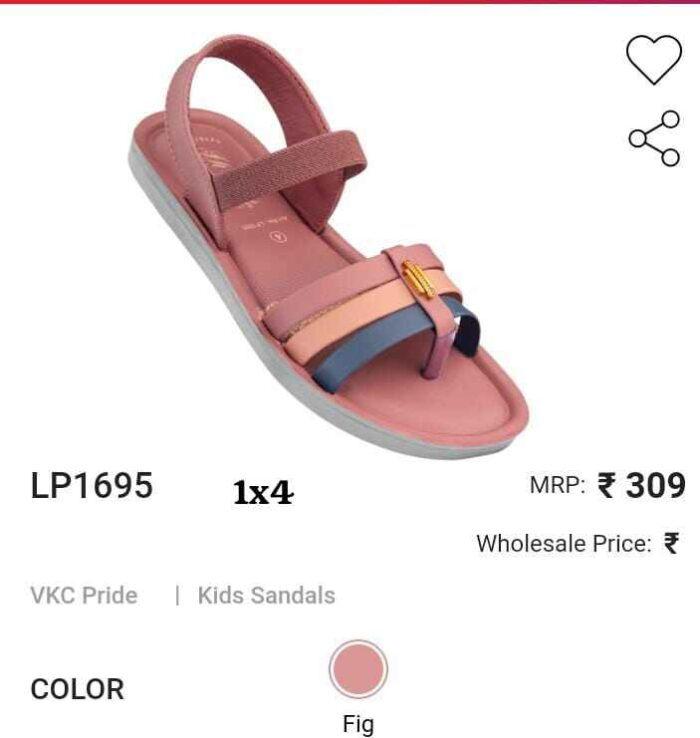 LP1695
1x4
MRP: ₹ 309
Wholesale Price: ₹
VKC Pride | Kids Sandals
COLOR
Fig